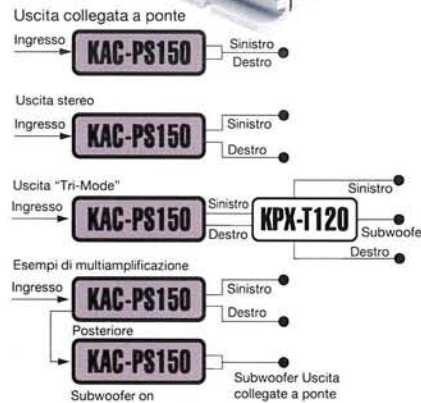 Uscita collegata a ponte
Ingresso
KAC-PS150
Sinistro
Destro
Uscita stereo
Ingresso
KAC-PS150
Sinistro
Destro
Uscita "Tri-Mode"
Ingresso
KAC-PS150
Sinistro
Destro
KPX-T120
Sinistro
Subwoofe
Destro
Esempi di multiamplificazione
Ingresso
KAC-PS150
Sinistro
Destro
Posteriore
KAC-PS150
Subwoofer on
Subwoofer Uscita
collegate a ponte